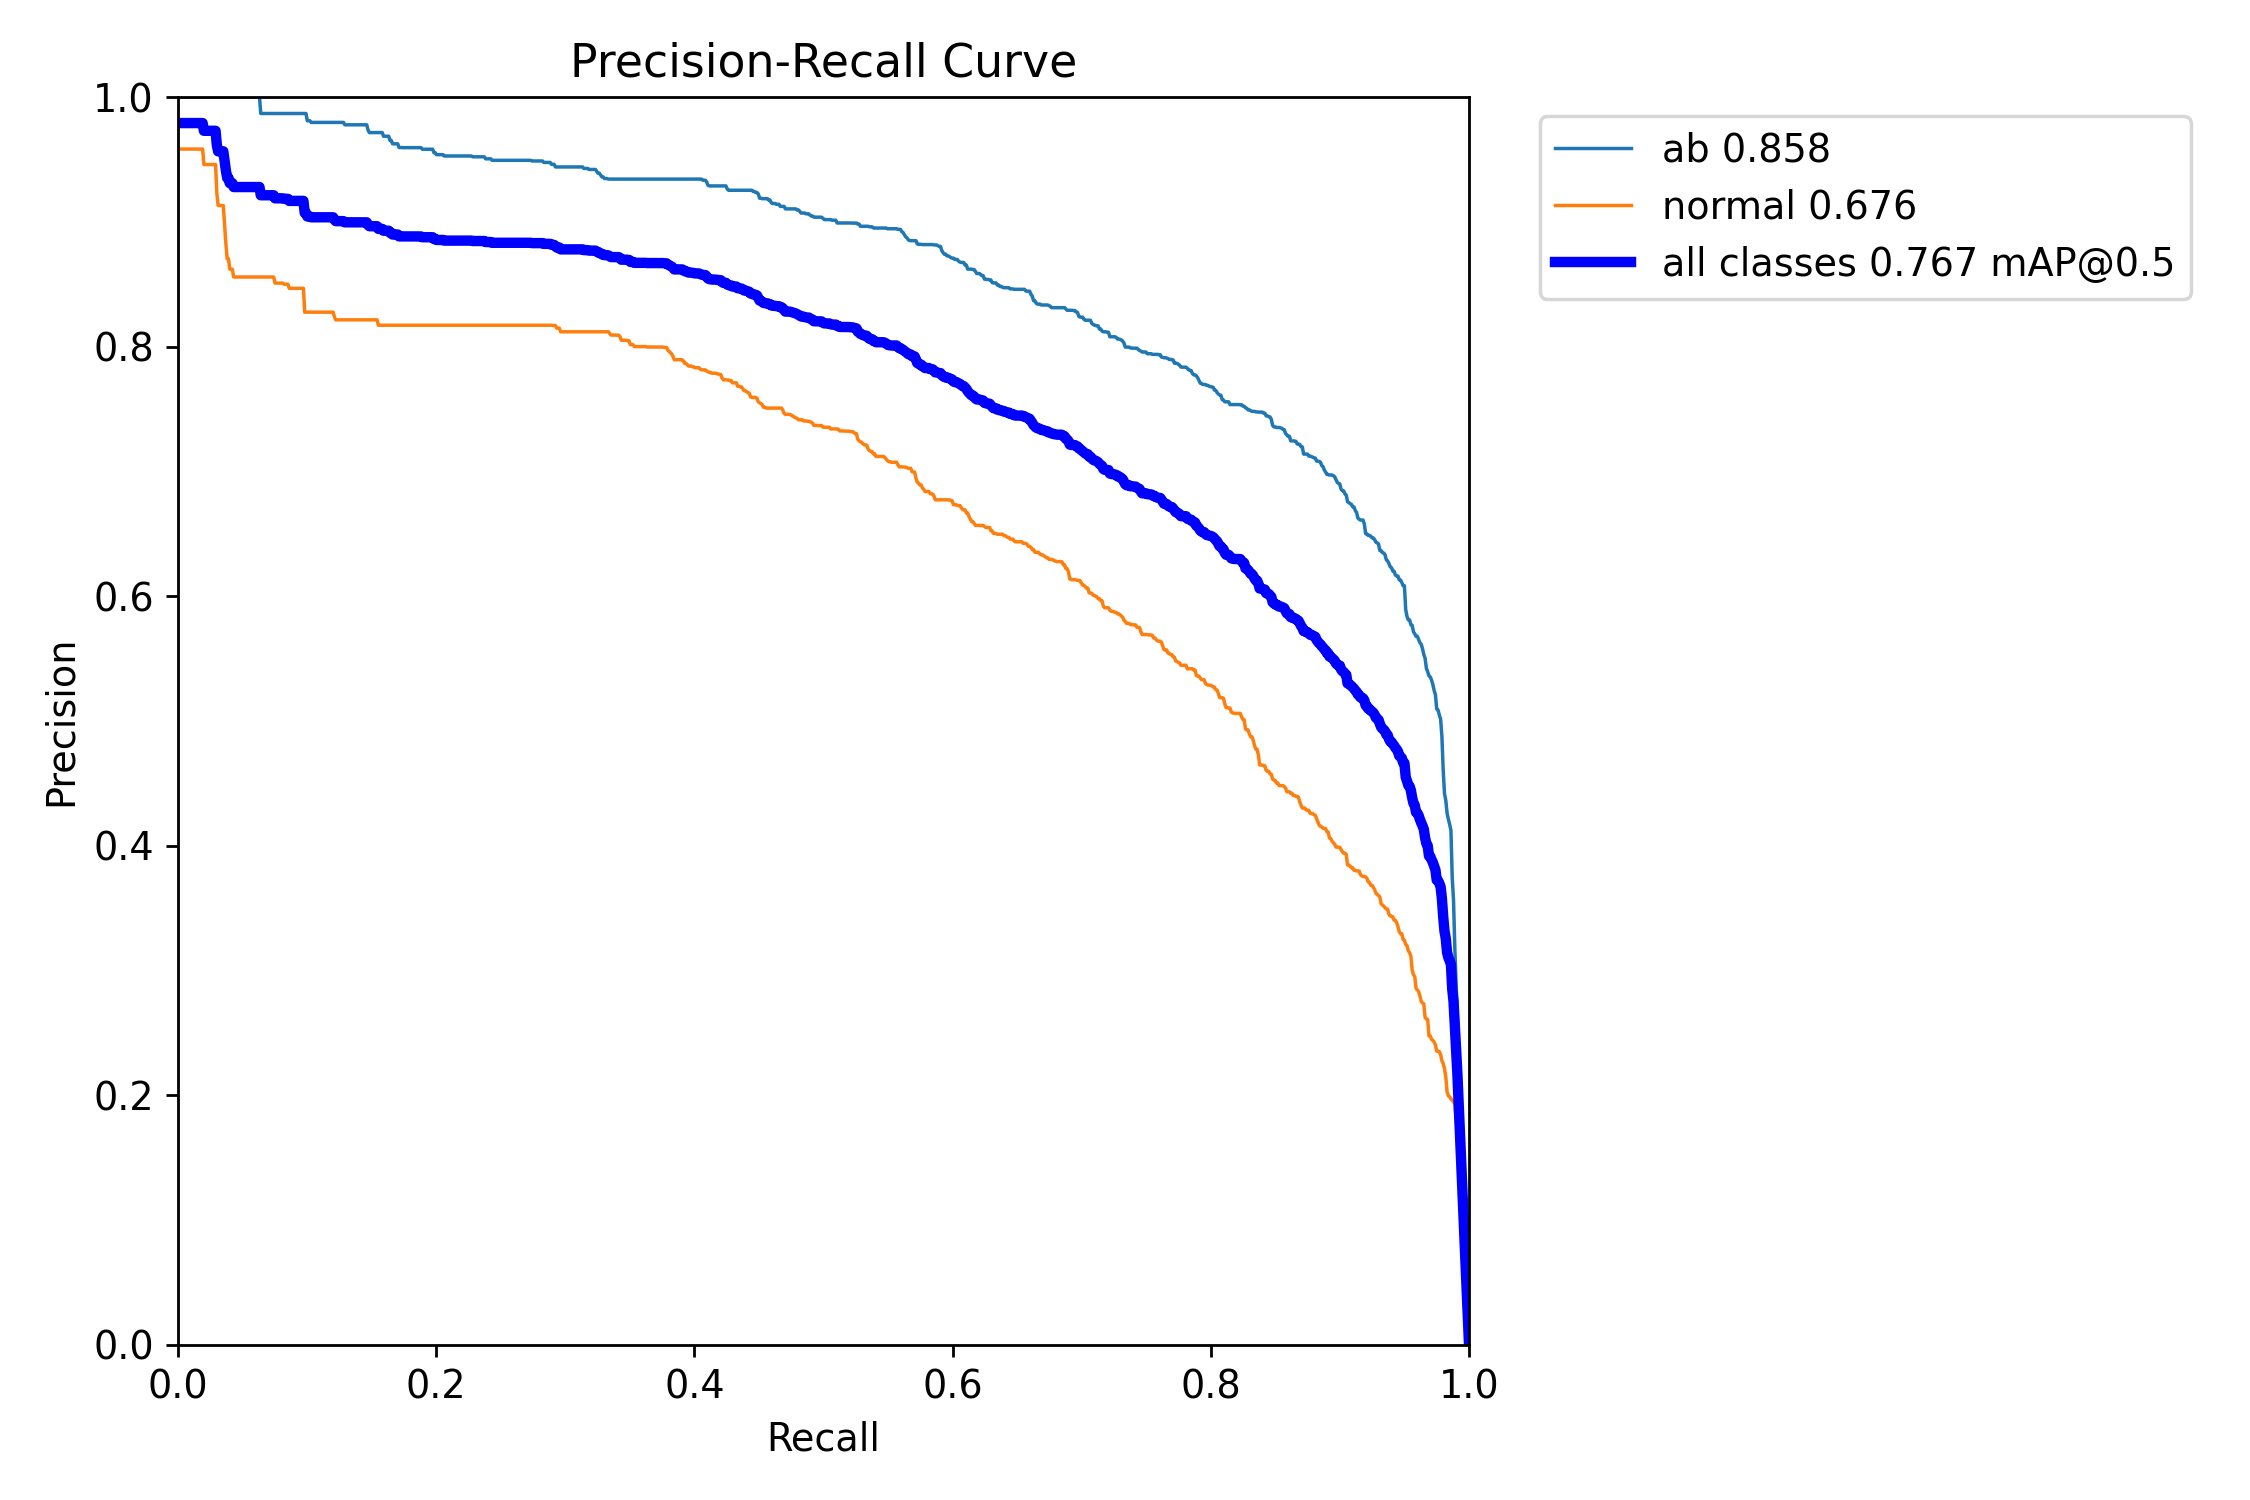 Precision-Recall Curve
ab 0.858
normal 0.676
all classes 0.767 mAP@0.5
Precision
1.0
0.8
0.6
0.4
0.2
0.0
0.0 0.2 0.4 0.6 0.8 1.0
Recall